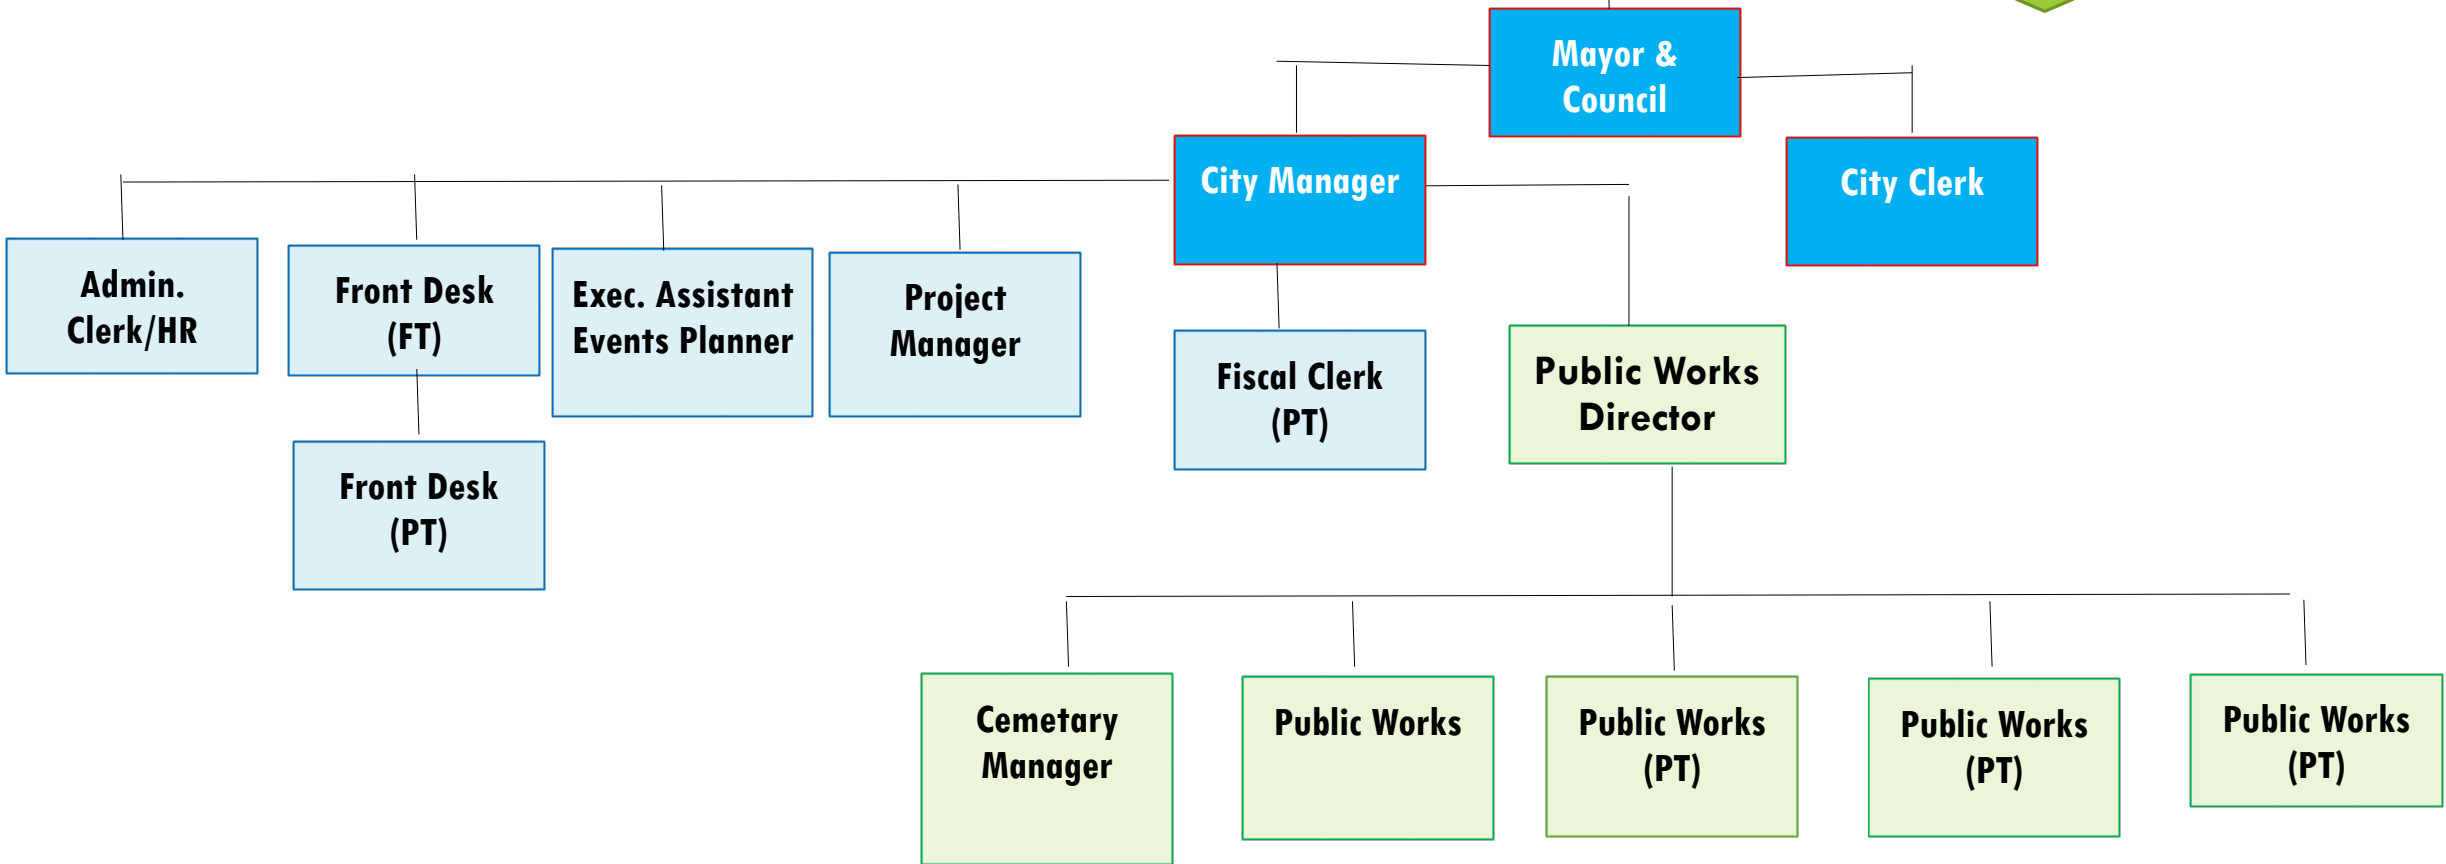 Mayor &
Council
City Manager
City Clerk
Admin.
Clerk/HR
Front Desk
(FT)
Exec. Assistant
Events Planner
Project
Manager
Fiscal Clerk
(PT)
Public Works
Director
Front Desk
(PT)
Cemetary
Manager
Public Works
Public Works
(PT)
Public Works
(PT)
Public Works
(PT)